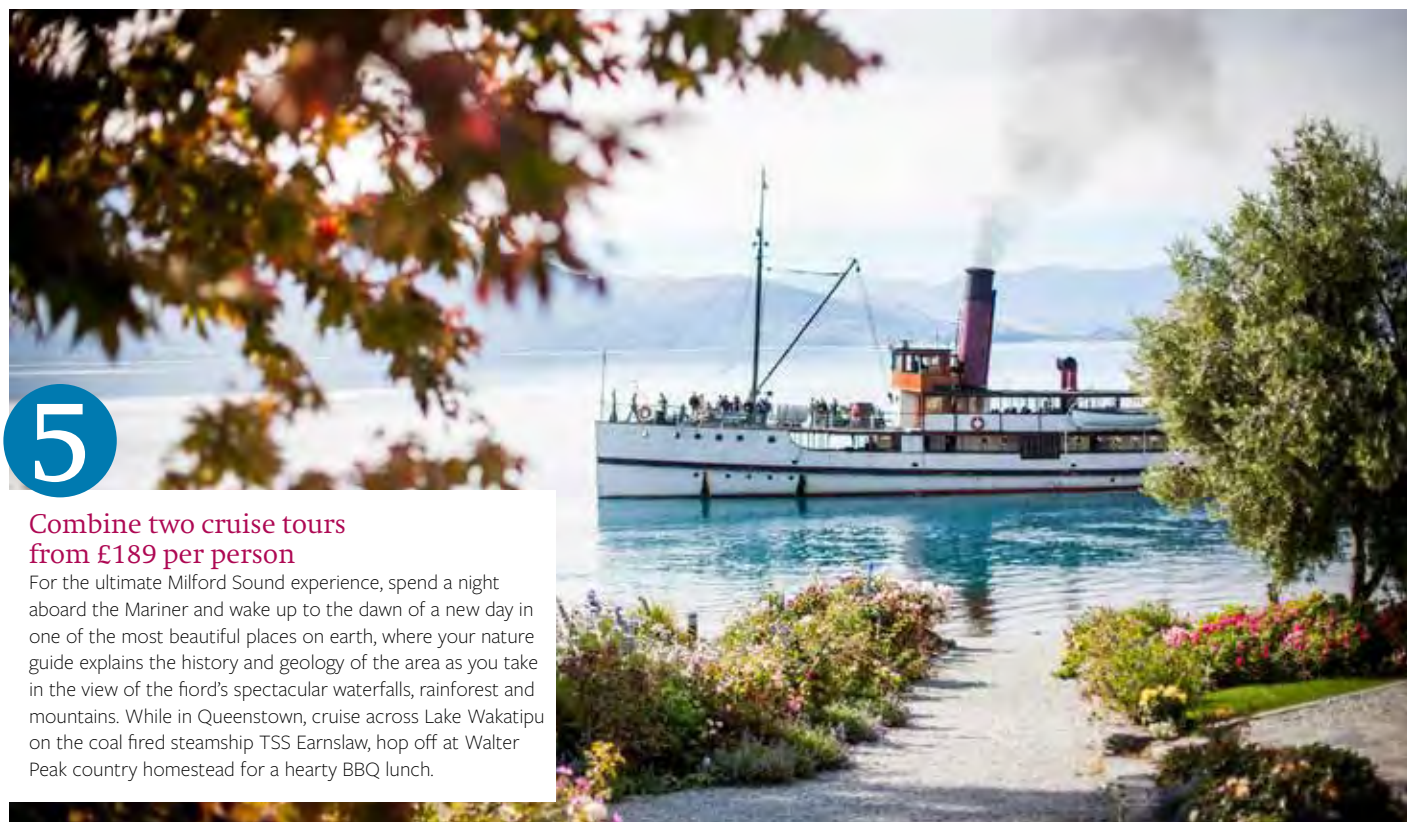 5
Combine two cruise tours
from £189 per person
For the ultimate Milford Sound experience, spend a night
aboard the Mariner and wake up to the dawn of a new day in
one of the most beautiful places on earth, where your nature
guide explains the history and geology of the area as you take
in the view of the fiord's spectacular waterfalls, rainforest and
mountains. While in Queenstown, cruise across Lake Wakatipu
on the coal fired steamship TSS Earnslaw, hop off at Walter
Peak country homestead for a hearty BBQ lunch.